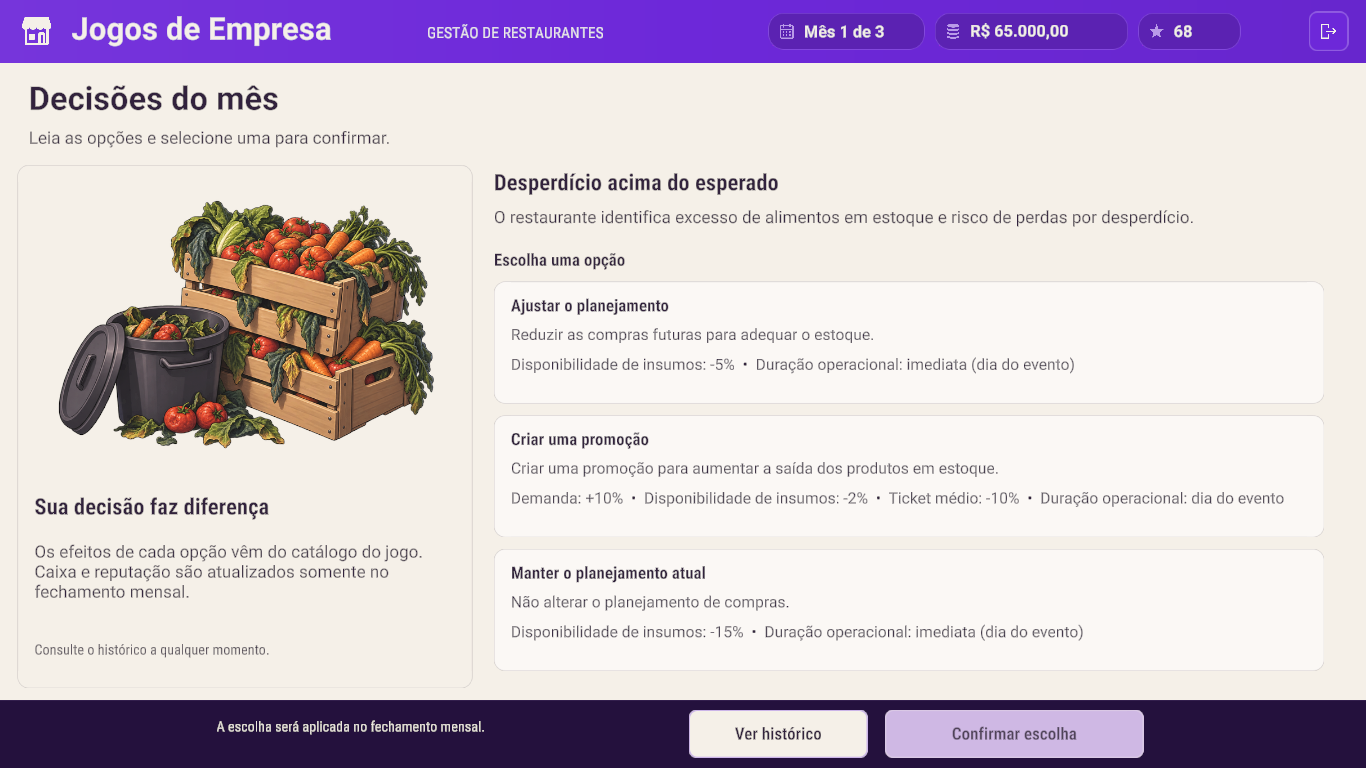 Jogos de Empresa
GESTÃO DE RESTAURANTES
Mês 1 de 3
R$ 65.000,00
68
Decisões do mês
Leia as opções e selecione uma para confirmar.
Sua decisão faz diferença
Os efeitos de cada opção vêm do catálogo do jogo.
Caixa e reputação são atualizados somente no
fechamento mensal.
Consulte o histórico a qualquer momento.
Desperdício acima do esperado
O restaurante identifica excesso de alimentos em estoque e risco de perdas por desperdício.
Escolha uma opção
Ajustar o planejamento
Reduzir as compras futuras para adequar o estoque.
Disponibilidade de insumos: -5% • Duração operacional: imediata (dia do evento)
Criar uma promoção
Criar uma promoção para aumentar a saída dos produtos em estoque.
Demanda: +10% • Disponibilidade de insumos: -2% • Ticket médio: -10% • Duração operacional: dia do evento
Manter o planejamento atual
Não alterar o planejamento de compras.
Disponibilidade de insumos: -15% • Duração operacional: imediata (dia do evento)
A escolha será aplicada no fechamento mensal.
Ver histórico
Confirmar escolha